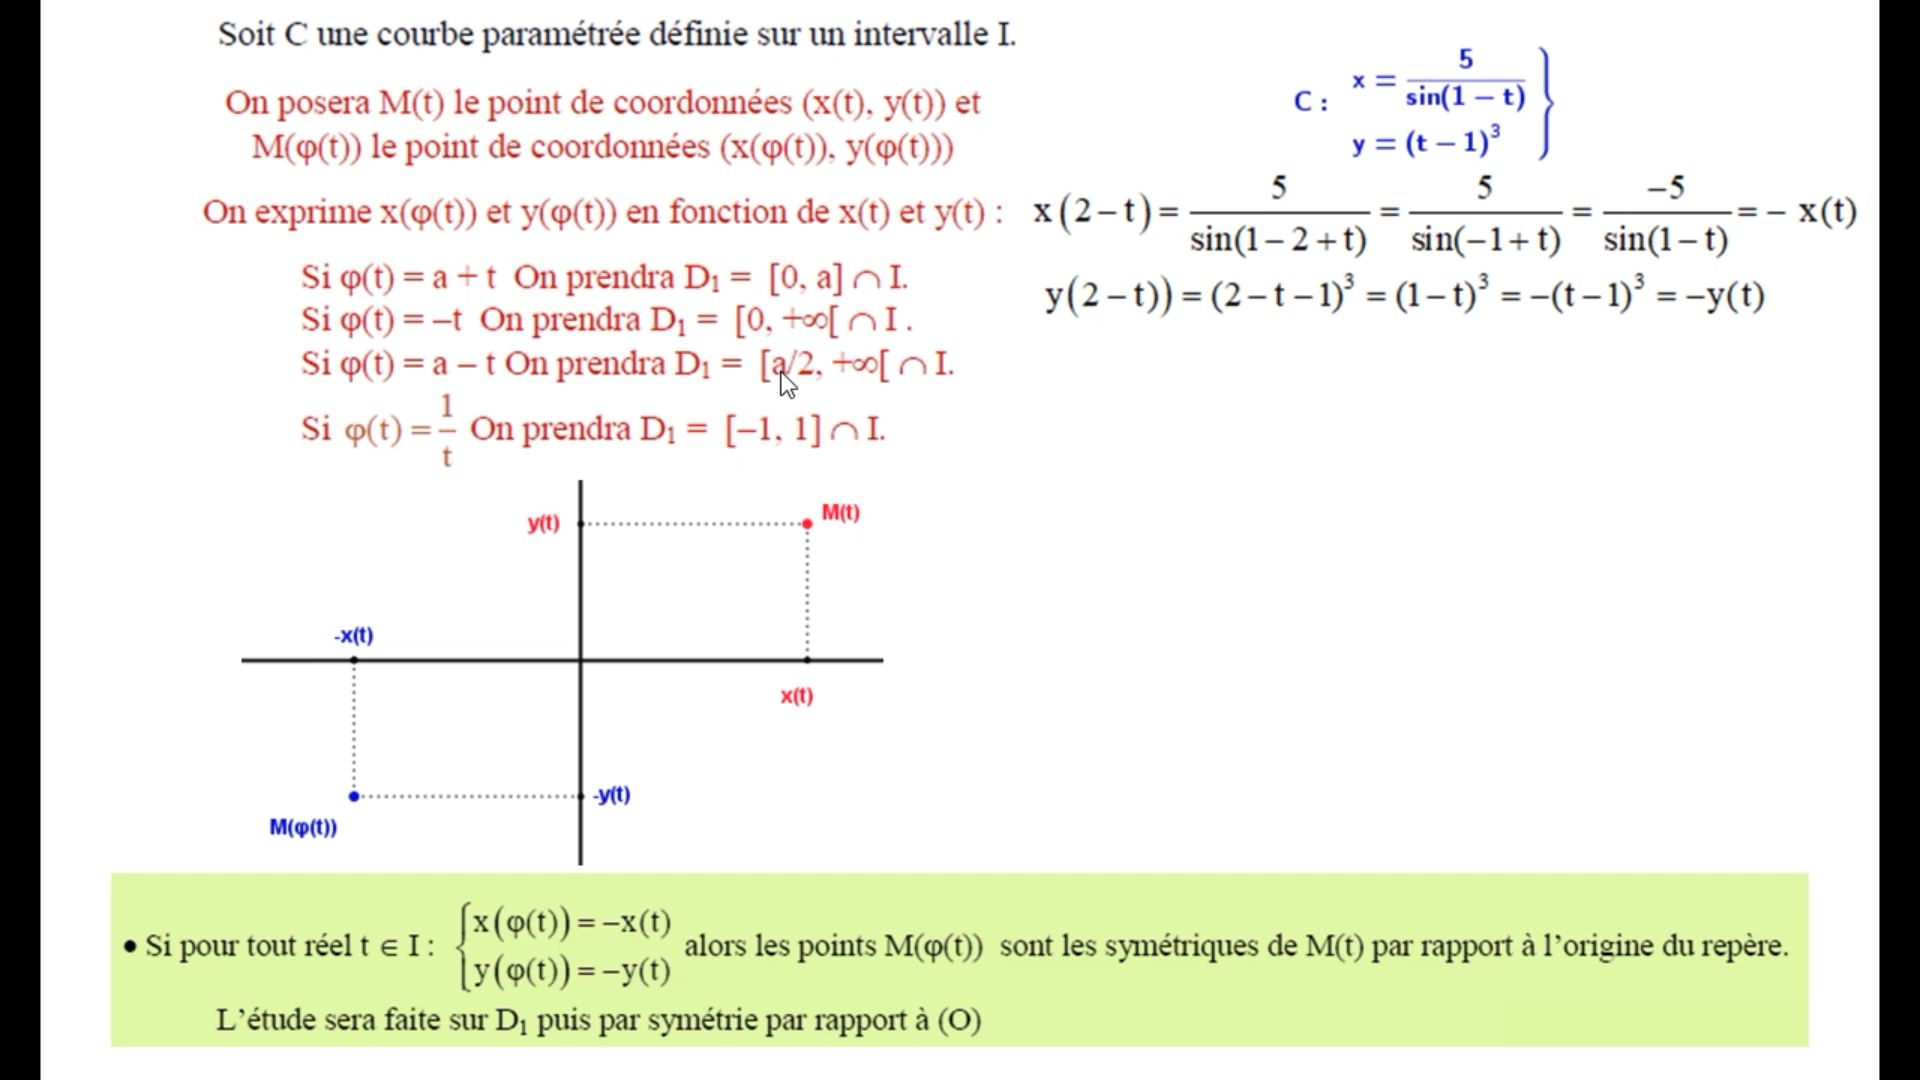 Soit C une courbe paramétrée définie sur un intervalle I.
On posera M(t) le point de coordonnées (x(t), y(t)) et
M(φ(t)) le point de coordonnées (x(φ(t)), y(φ(t)))
On exprime x(φ(t)) et y(φ(t)) en fonction de x(t) et y(t) :
Si φ(t) = a + t On prendra D₁ = [0, a] ∩ I.
Si φ(t) = –t On prendra D₁ = [0, +∞[ ∩ I.
Si φ(t) = a – t On prendra D₁ = [a/2, +∞[ ∩ I.
Si φ(t) = 1/t On prendra D₁ = [–1, 1] ∩ I.
C : x = 5/sin(1 – t)
y = (t – 1)³ }
x(2–t) = 5/sin(1–2+t) = 5/sin(–1+t) = –5/sin(1–t) = – x(t)
y(2–t)) = (2–t–1)³ = (1–t)³ = –(t–1)³ = –y(t)
y(t)
M(t)
-x(t)
x(t)
-y(t)
M(φ(t))
• Si pour tout réel t ∈ I : { x(φ(t)) = –x(t)
y(φ(t)) = –y(t) alors les points M(φ(t)) sont les symétriques de M(t) par rapport à l’origine du repère.
L’étude sera faite sur D₁ puis par symétrie par rapport à (O)